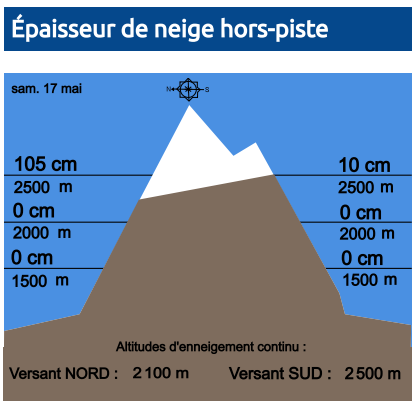 Épaisseur de neige hors-piste
sam. 17 mai
N S
105 cm 10 cm
2500 m 2500 m
0 cm 0 cm
2000 m 2000 m
0 cm 0 cm
1500 m 1500 m
Altitudes d'enneigement continu :
Versant NORD : 2100 m Versant SUD : 2500 m